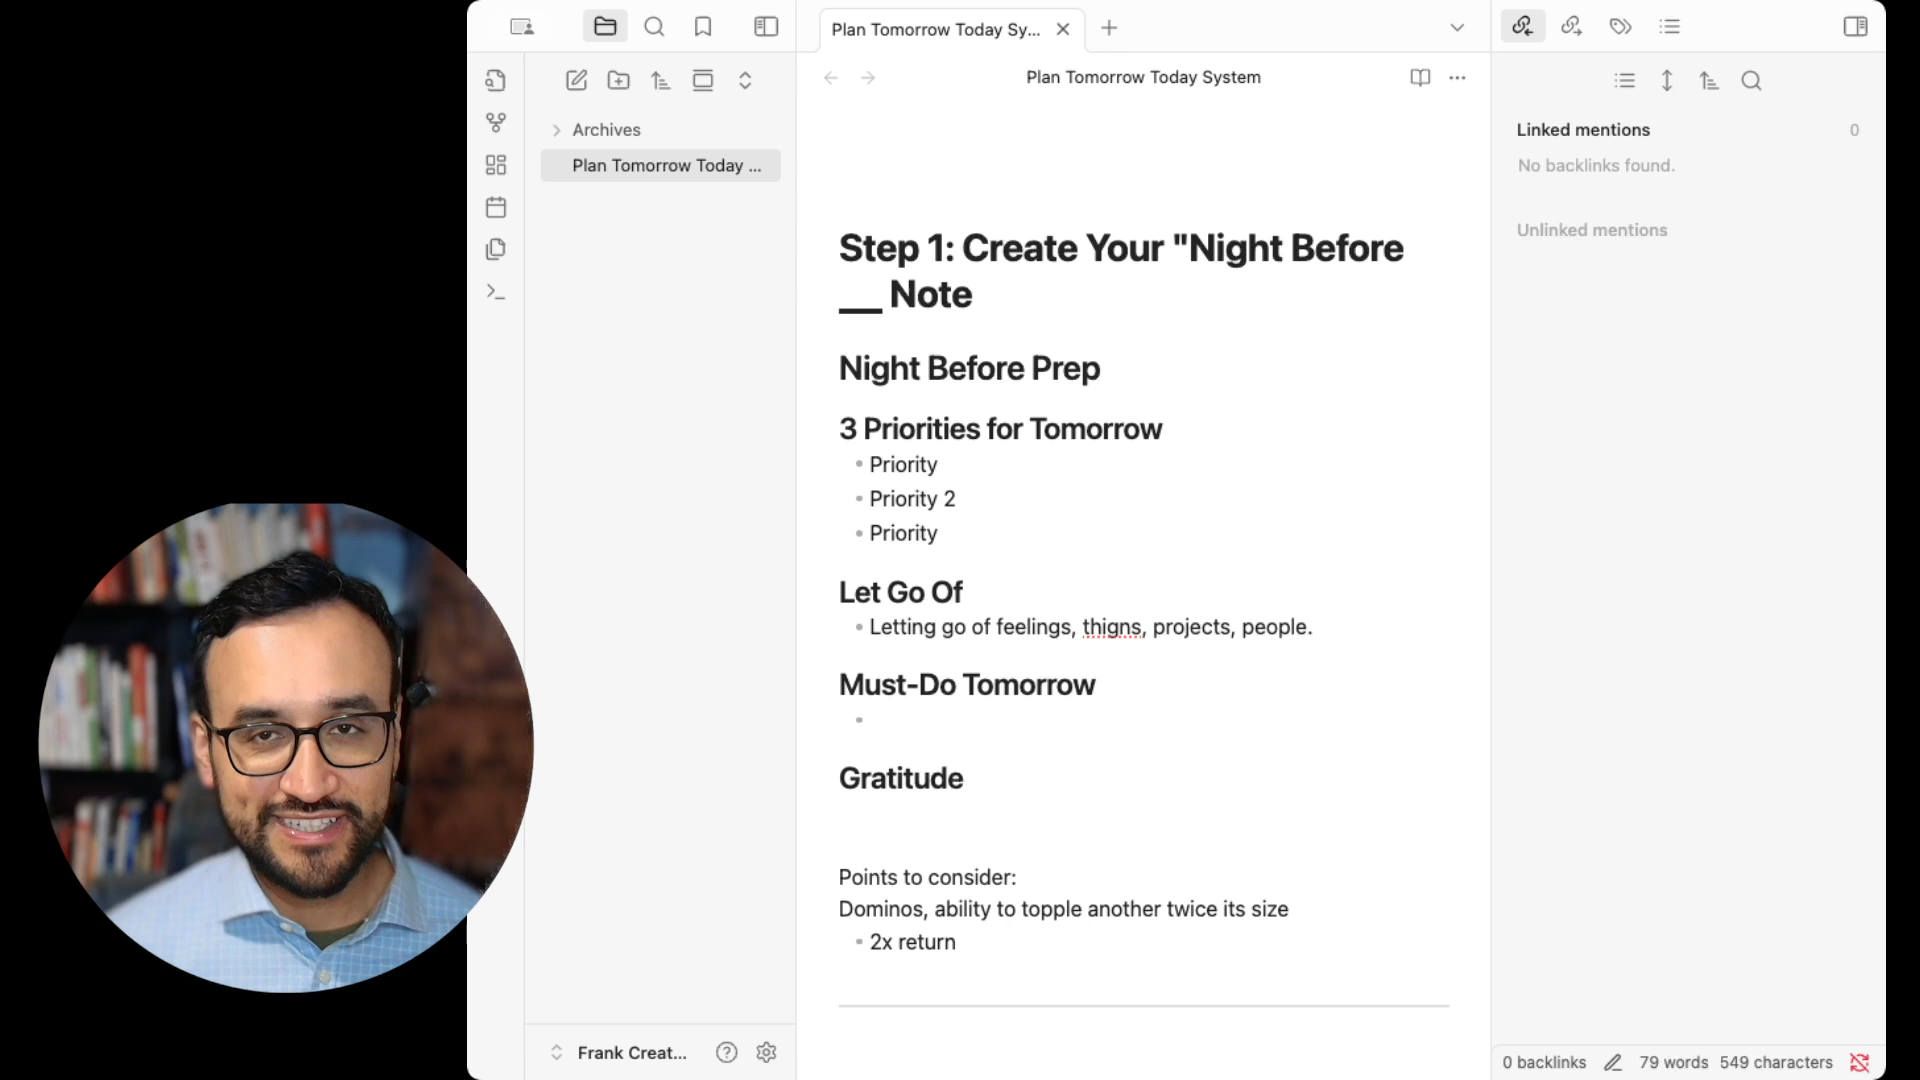 Plan Tomorrow Today Sy...
Plan Tomorrow Today System
Archives
Plan Tomorrow Today ...
Step 1: Create Your "Night Before
__ Note
Night Before Prep
3 Priorities for Tomorrow
Priority
Priority 2
Priority
Let Go Of
Letting go of feelings, thigns, projects, people.
Must-Do Tomorrow
Gratitude
Points to consider:
Dominos, ability to topple another twice its size
2x return
Frank Creat...
Linked mentions 0
No backlinks found.
Unlinked mentions
0 backlinks 79 words 549 characters